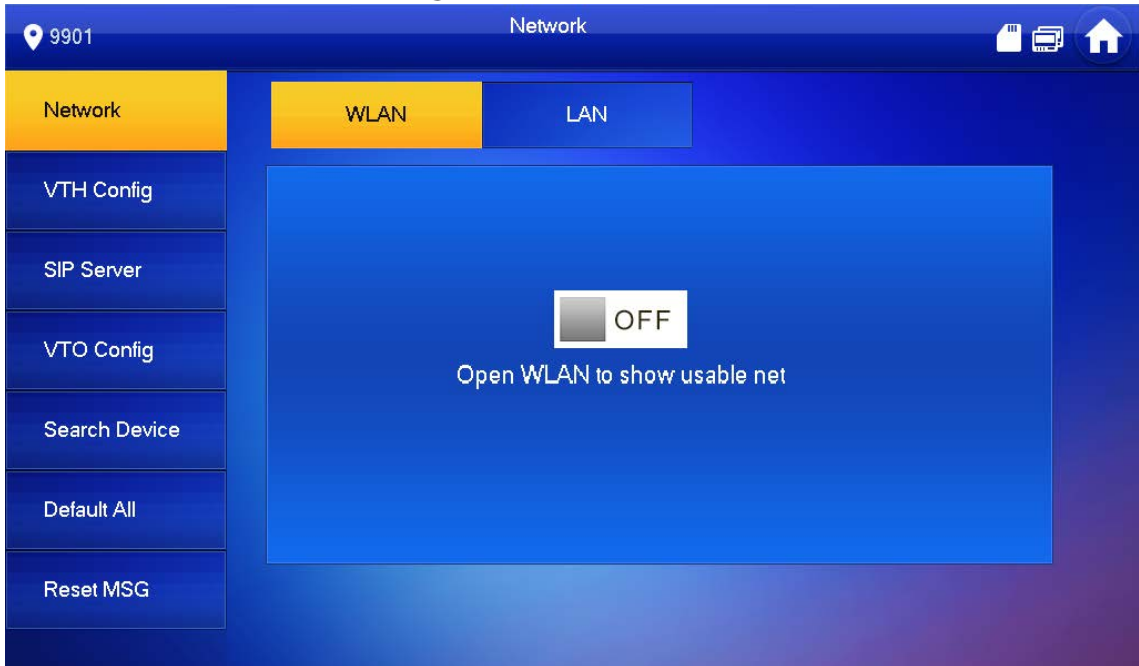 9901
Network
Network
WLAN
LAN
VTH Config
SIP Server
OFF
VTO Config
Open WLAN to show usable net
Search Device
Default All
Reset MSG